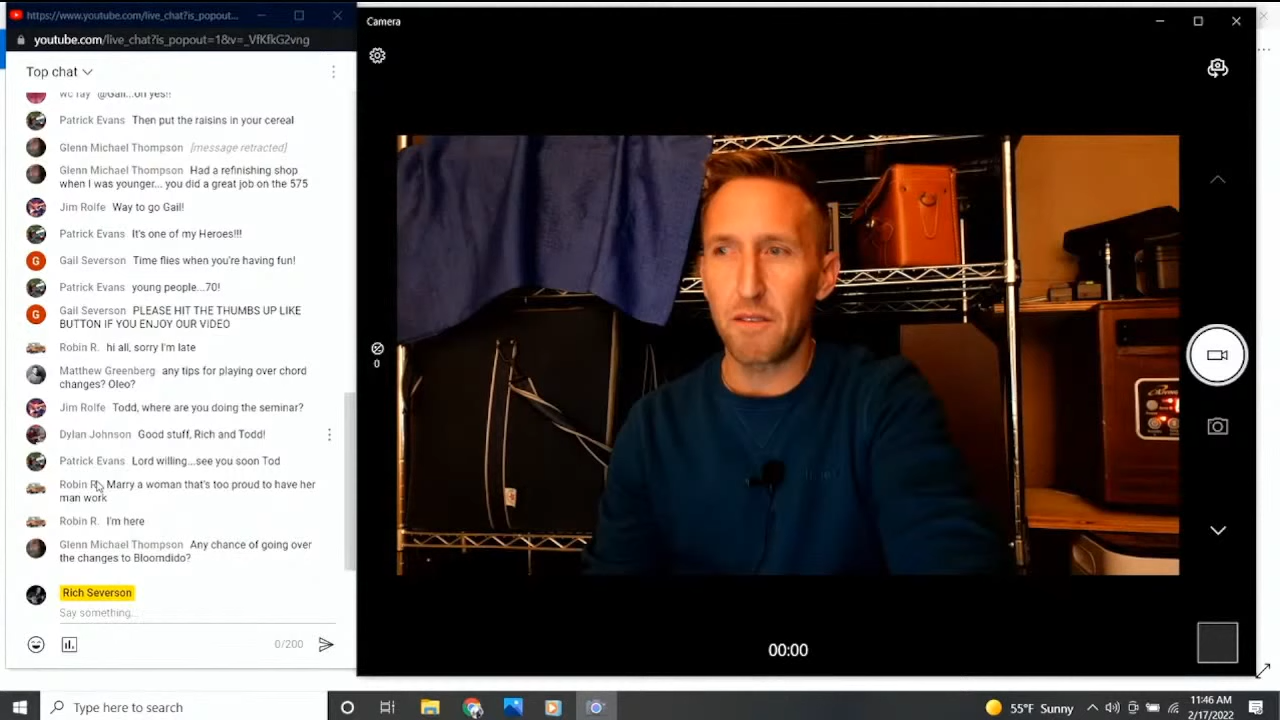 https://www.youtube.com/live_chat?is_popout...
youtube.com/live_chat?is_popout=1&v=_VfKfkG2vng
Top chat
wc ray @Gail...oh yes!!
Patrick Evans Then put the raisins in your cereal
Glenn Michael Thompson [message retracted]
Glenn Michael Thompson Had a refinishing shop
when I was younger... you did a great job on the 575
Jim Rolfe Way to go Gail!
Patrick Evans It's one of my Heroes!!!
G
Gail Severson Time flies when you're having fun!
Patrick Evans young people...70!
G
Gail Severson PLEASE HIT THE THUMBS UP LIKE
BUTTON IF YOU ENJOY OUR VIDEO
Robin R. hi all, sorry I'm late
Matthew Greenberg any tips for playing over chord
changes? Oleo?
Jim Rolfe Todd, where are you doing the seminar?
Dylan Johnson Good stuff, Rich and Todd!
Patrick Evans Lord willing...see you soon Tod
Robin R. Marry a woman that's too proud to have her
man work
Robin R. I'm here
Glenn Michael Thompson Any chance of going over
the changes to Bloomdido?
Rich Severson
Say something...
0/200
Camera
0
00:00
Type here to search
55°F Sunny
11:46 AM
2/17/2022